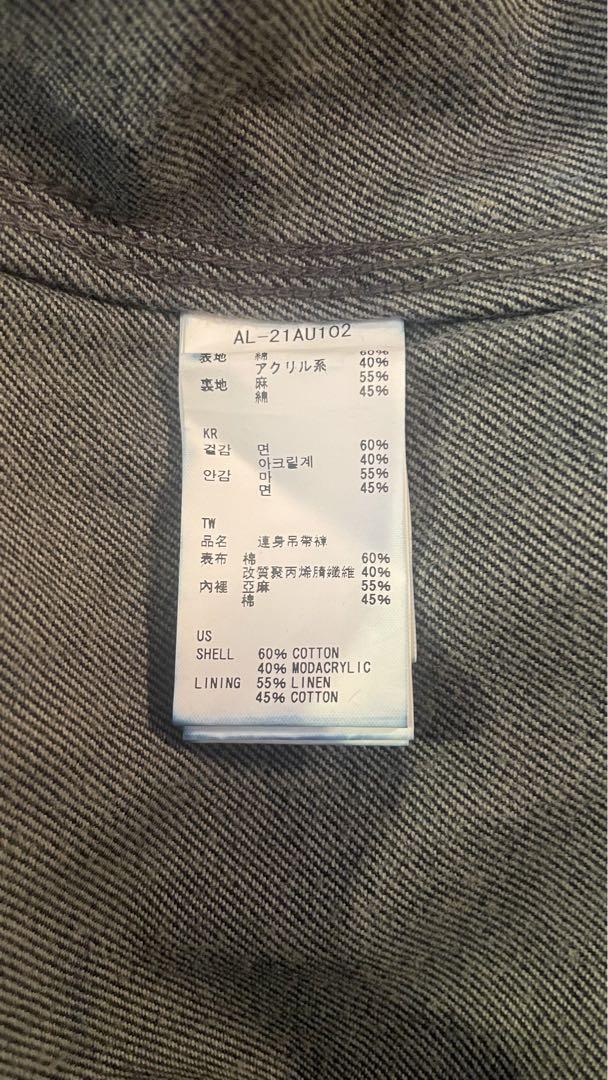 AL-21AU102
表地 綿 60%
アクリル系 40%
裏地 麻 55%
綿 45%
KR
겉감 면 60%
아크릴계 40%
안감 마 55%
면 45%
TW
品名 連身吊帶褲
表布 棉 60%
改質聚丙烯腈纖維 40%
內裡 亞麻 55%
棉 45%
US
SHELL 60% COTTON
40% MODACRYLIC
LINING 55% LINEN
45% COTTON